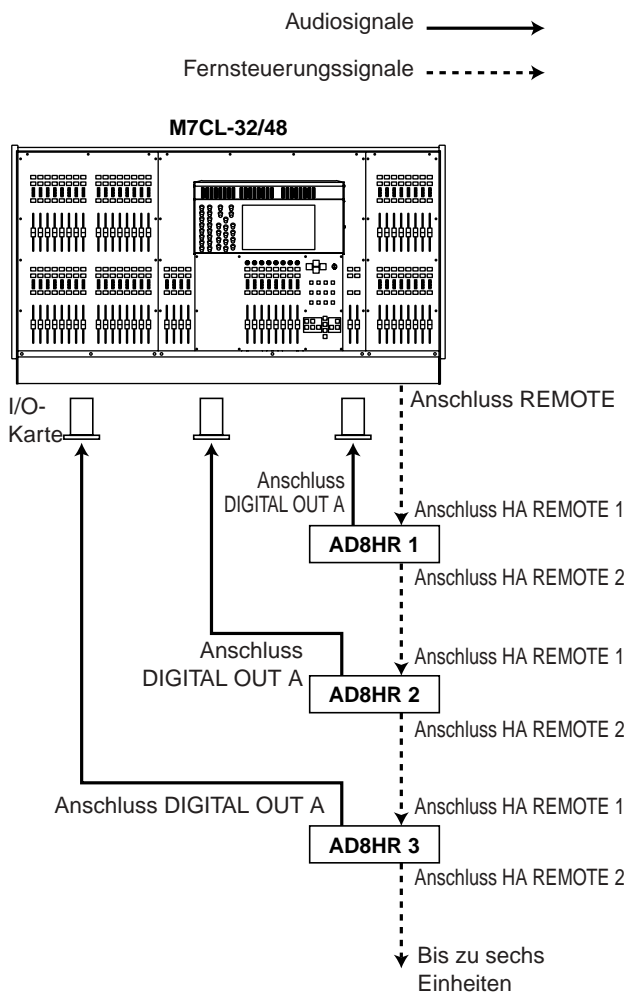 Audiosignale
Fernsteuerungssignale
M7CL-32/48
I/O-
Karte
Anschluss REMOTE
Anschluss
DIGITAL OUT A
Anschluss HA REMOTE 1
AD8HR 1
Anschluss HA REMOTE 2
Anschluss
DIGITAL OUT A
Anschluss HA REMOTE 1
AD8HR 2
Anschluss HA REMOTE 2
Anschluss DIGITAL OUT A
Anschluss HA REMOTE 1
AD8HR 3
Anschluss HA REMOTE 2
Bis zu sechs
Einheiten